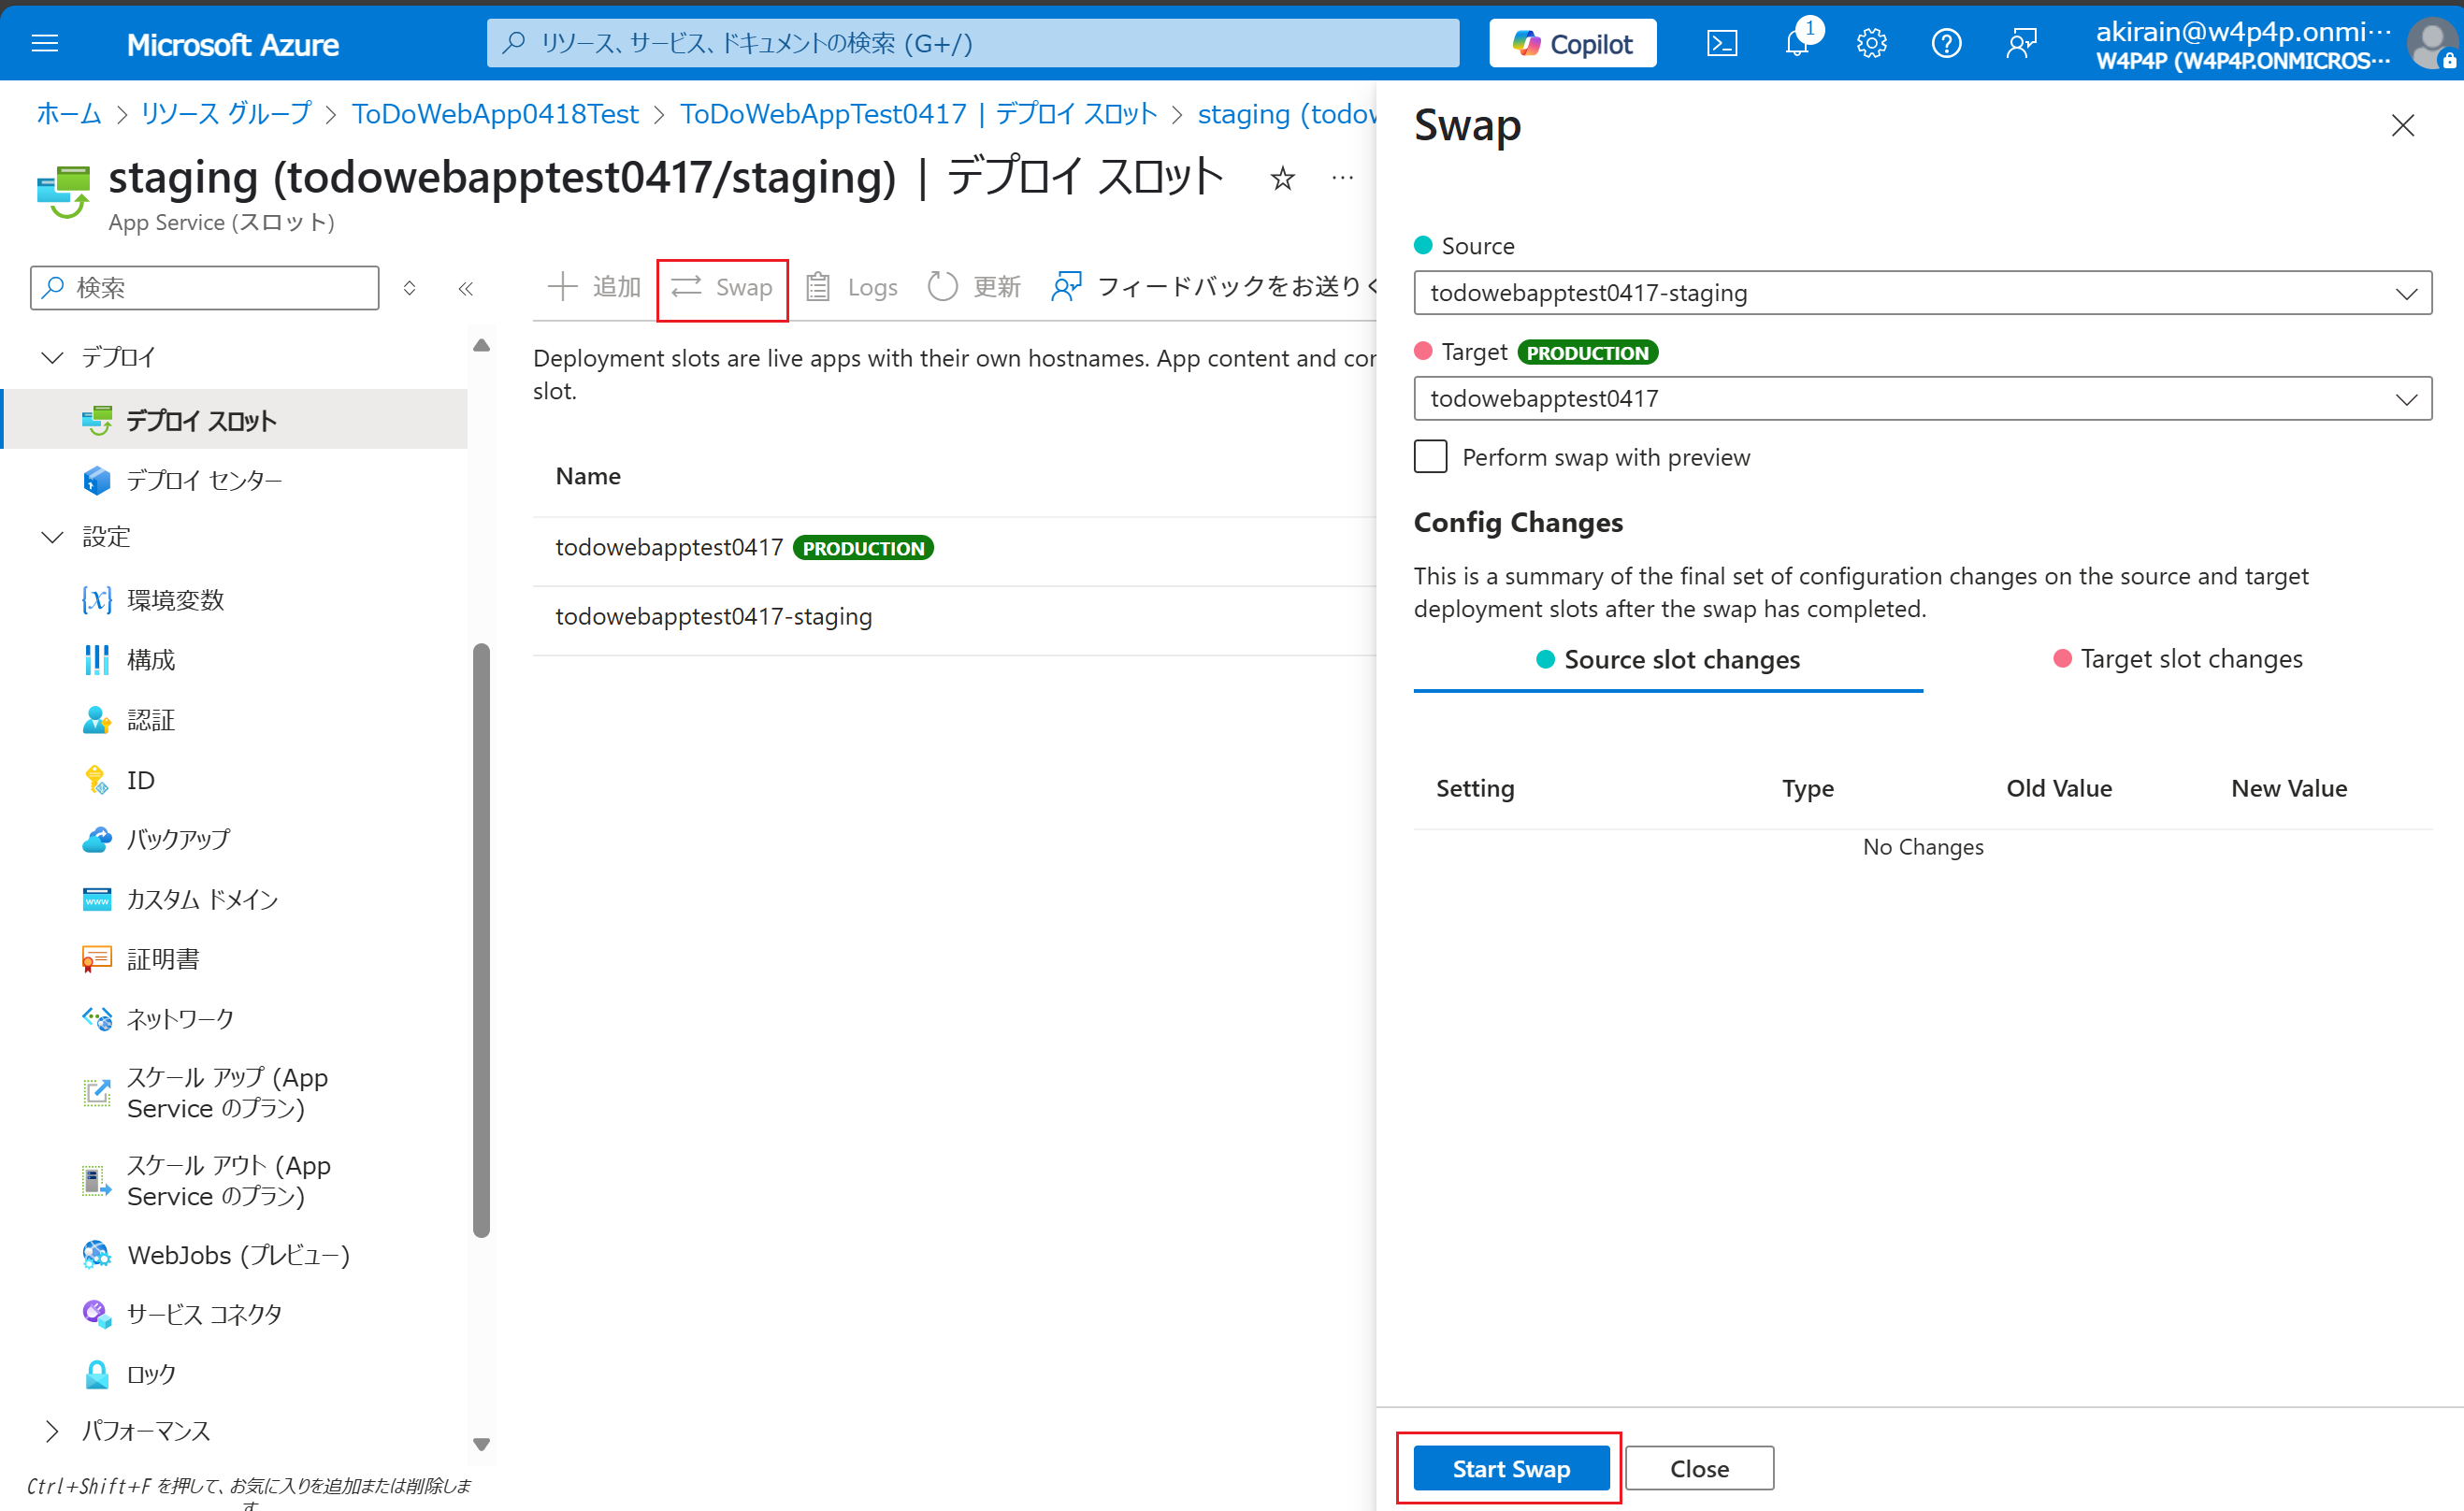 Microsoft Azure
リソース、サービス、ドキュメントの検索 (G+/)
Copilot
1
akirain@w4p4p.onmi…
W4P4P (W4P4P.ONMICROS…
ホーム > リソース グループ > ToDoWebApp0418Test > ToDoWebAppTest0417 | デプロイ スロット > staging (todow
staging (todowebapptest0417/staging) | デプロイ スロット
App Service (スロット)
検索
デプロイ
デプロイ スロット
デプロイ センター
設定
環境変数
構成
認証
ID
バックアップ
カスタム ドメイン
証明書
ネットワーク
スケール アップ (App
Service のプラン)
スケール アウト (App
Service のプラン)
WebJobs (プレビュー)
サービス コネクタ
ロック
パフォーマンス
Ctrl+Shift+F を押して、お気に入りを追加または削除しま
す
追加 Swap Logs 更新 フィードバックをお送りく
Deployment slots are live apps with their own hostnames. App content and cor
slot.
Name
todowebapptest0417 PRODUCTION
todowebapptest0417-staging
Swap
Source
todowebapptest0417-staging
Target PRODUCTION
todowebapptest0417
Perform swap with preview
Config Changes
This is a summary of the final set of configuration changes on the source and target
deployment slots after the swap has completed.
Source slot changes Target slot changes
Setting Type Old Value New Value
No Changes
Start Swap Close